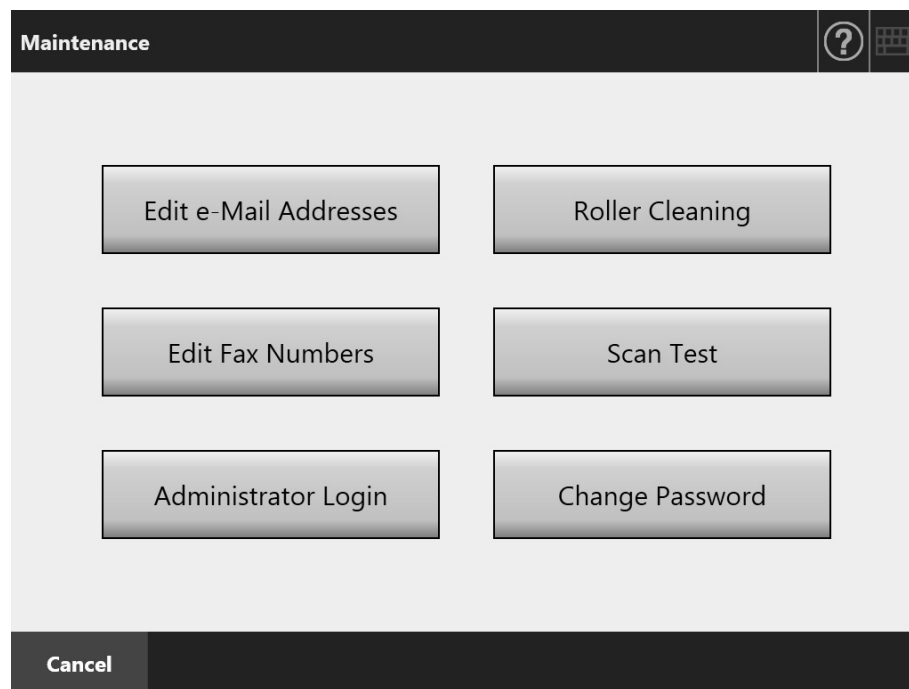 Maintenance
?
Edit e-Mail Addresses
Roller Cleaning
Edit Fax Numbers
Scan Test
Administrator Login
Change Password
Cancel